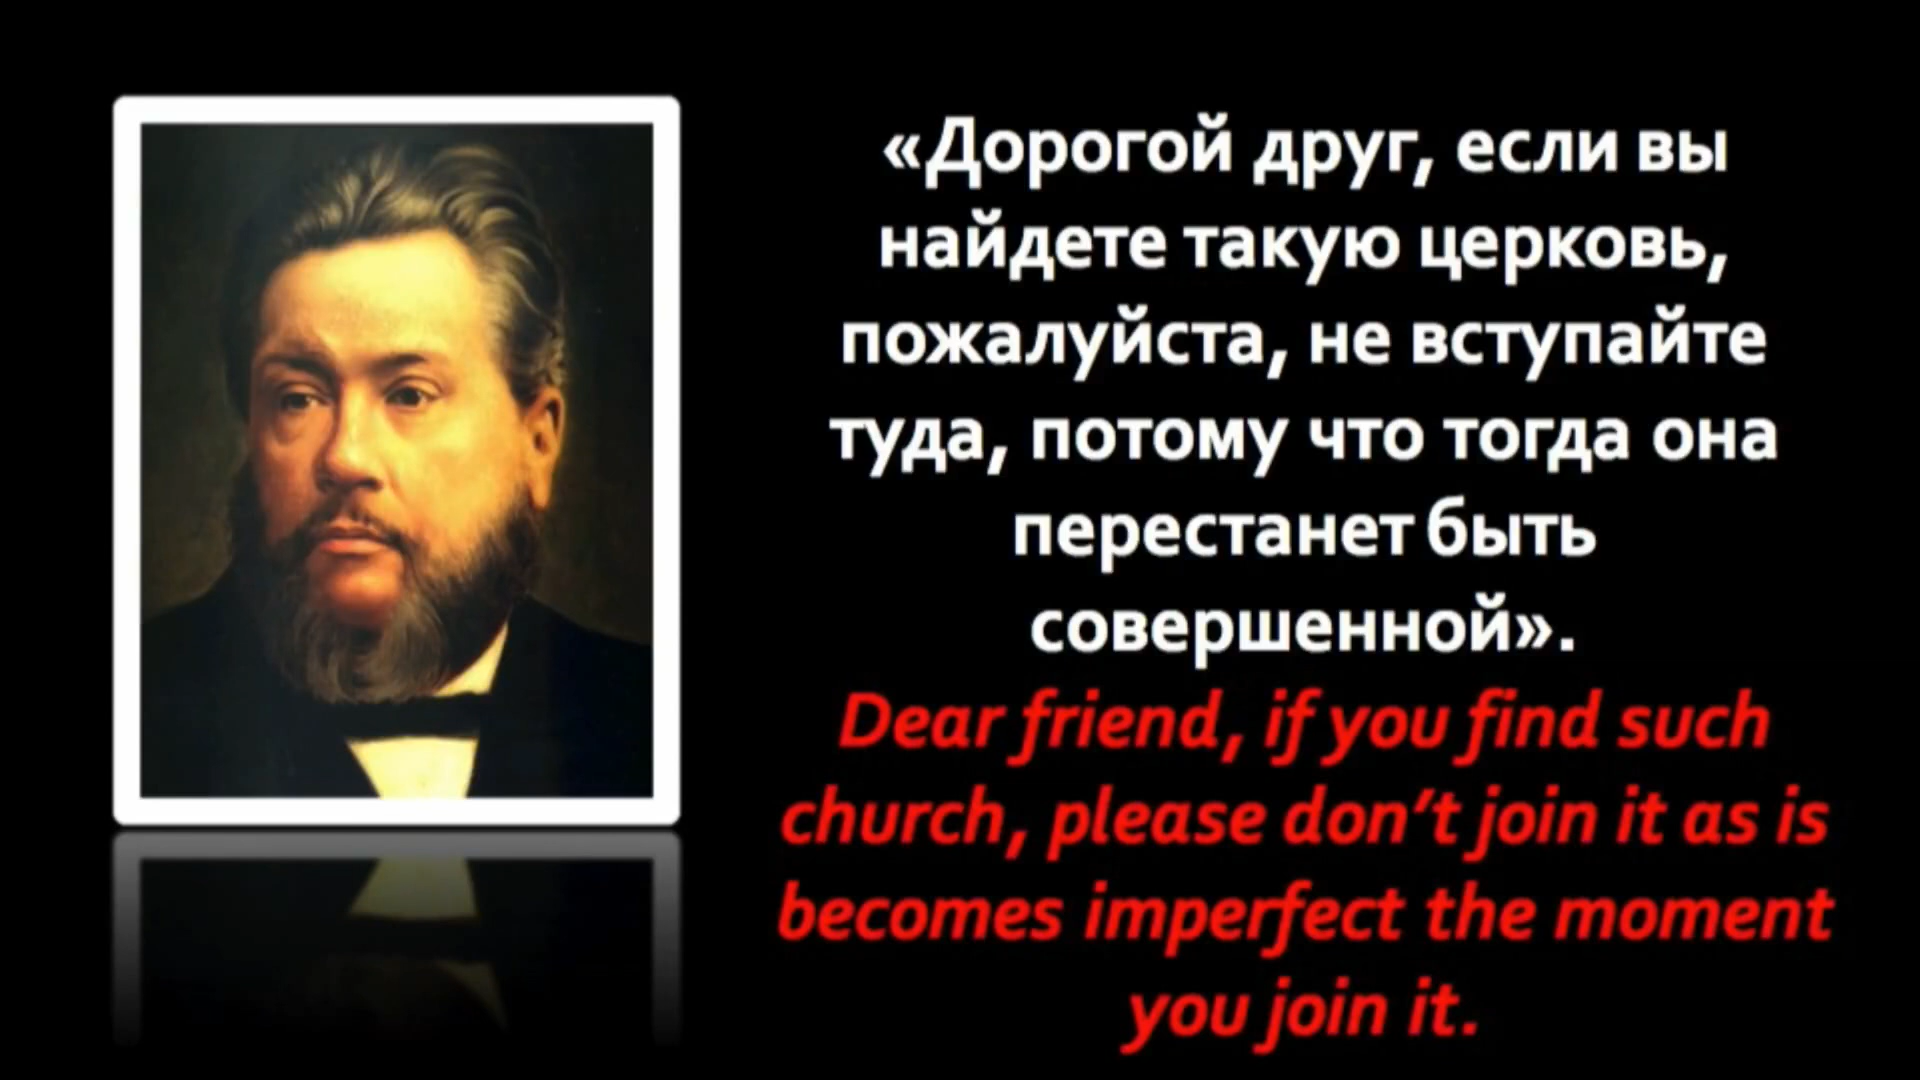 «Дорогой друг, если вы
найдете такую церковь,
пожалуйста, не вступайте
туда, потому что тогда она
перестанет быть
совершенной».
Dear friend, if you find such
church, please don’t join it as is
becomes imperfect the moment
you join it.